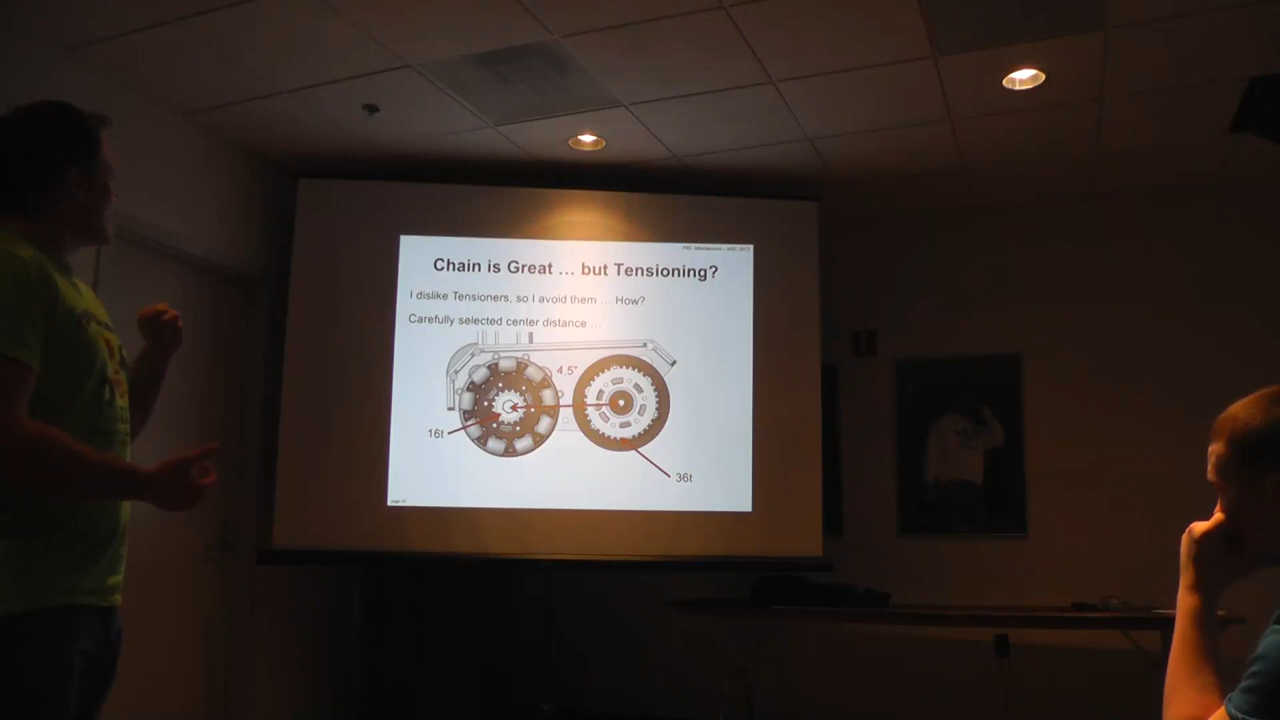 Chain is Great ... but Tensioning?
I dislike Tensioners, so I avoid them ... How?
Carefully selected center distance ...
4.5"
16t
36t